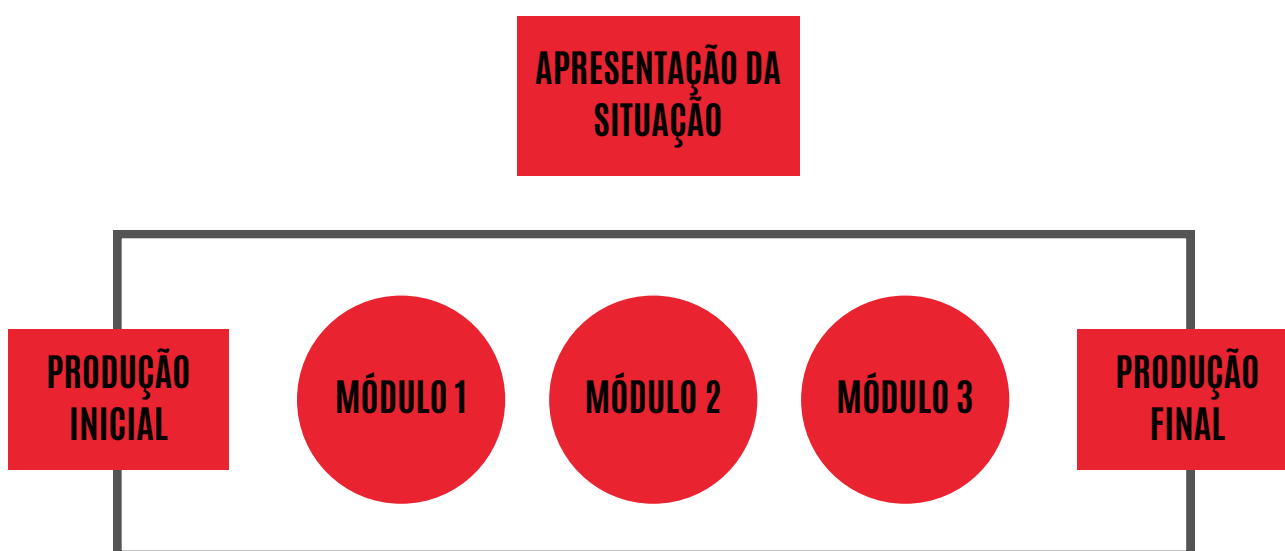 APRESENTAÇÃO DA
SITUAÇÃO
PRODUÇÃO
INICIAL
MÓDULO 1
MÓDULO 2
MÓDULO 3
PRODUÇÃO
FINAL